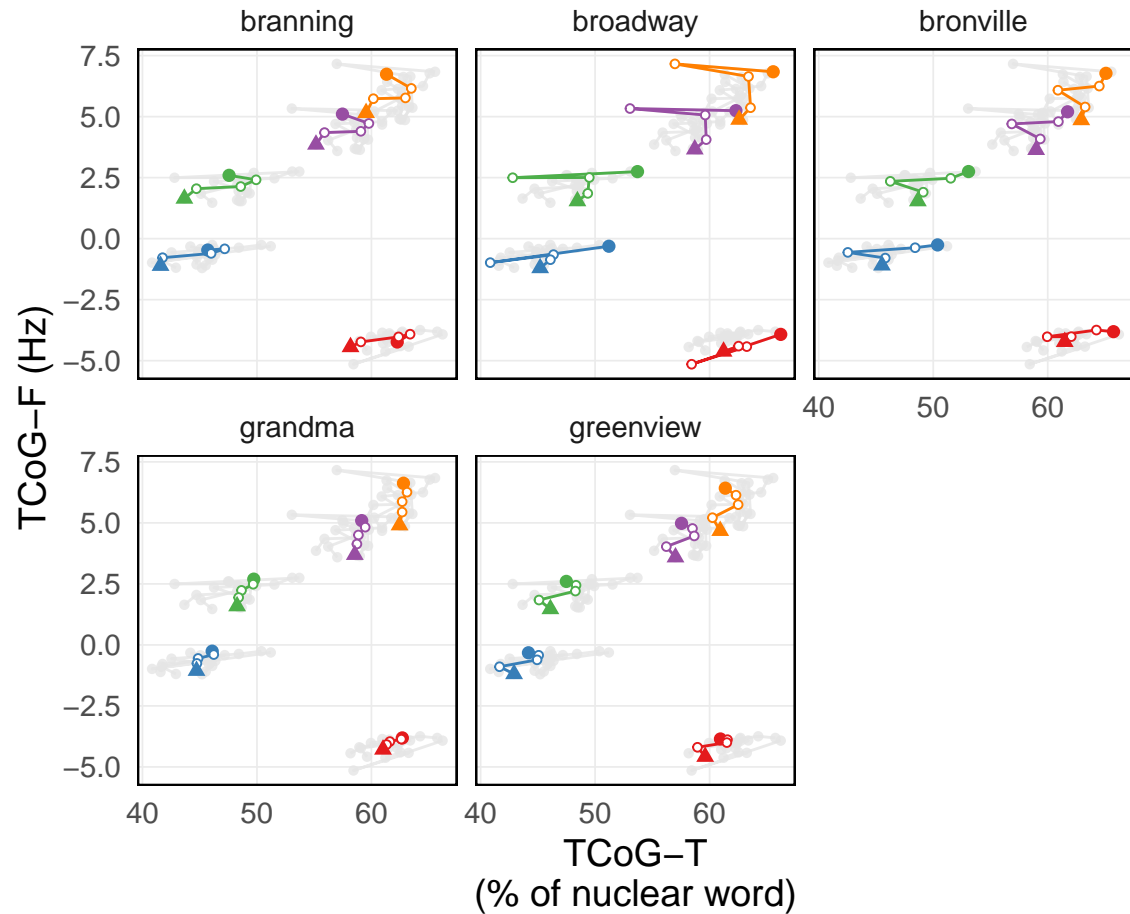 branning broadway bronville
7.5
5.0
2.5
0.0
−2.5
−5.0
40 50 60
TCoG−F (Hz)
grandma greenview
7.5
5.0
2.5
0.0
−2.5
−5.0
40 50 60 40 50 60
TCoG−T
(% of nuclear word)